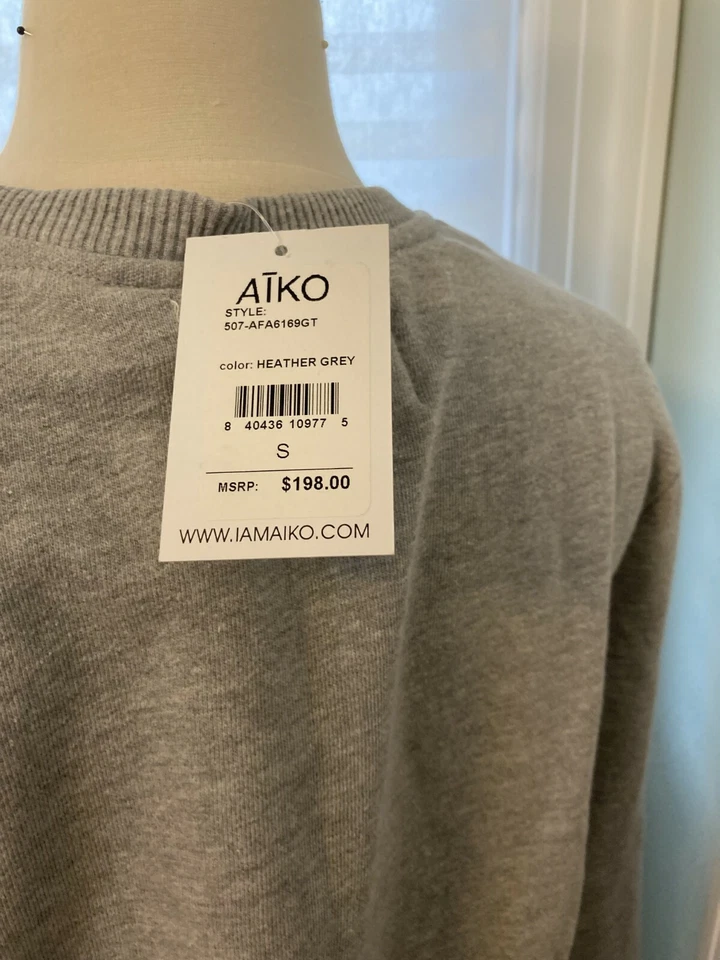 AĪKO
STYLE:
507-AFA6169GT
color: HEATHER GREY
8 40436 10977 5
S
MSRP: $198.00
WWW.IAMAIKO.COM